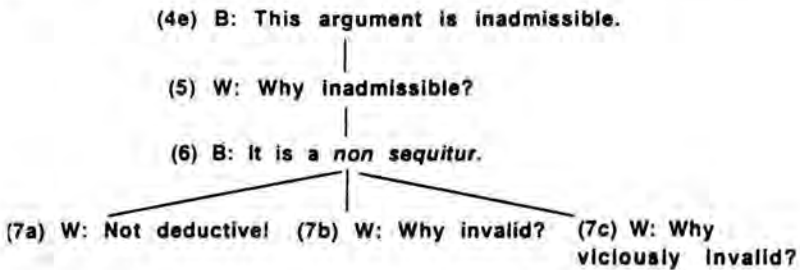 (4e) B: This argument is inadmissible.
(5) W: Why inadmissible?
(6) B: It is a non sequitur.
(7a) W: Not deductive! (7b) W: Why invalid? (7c) W: Why
viciously invalid?